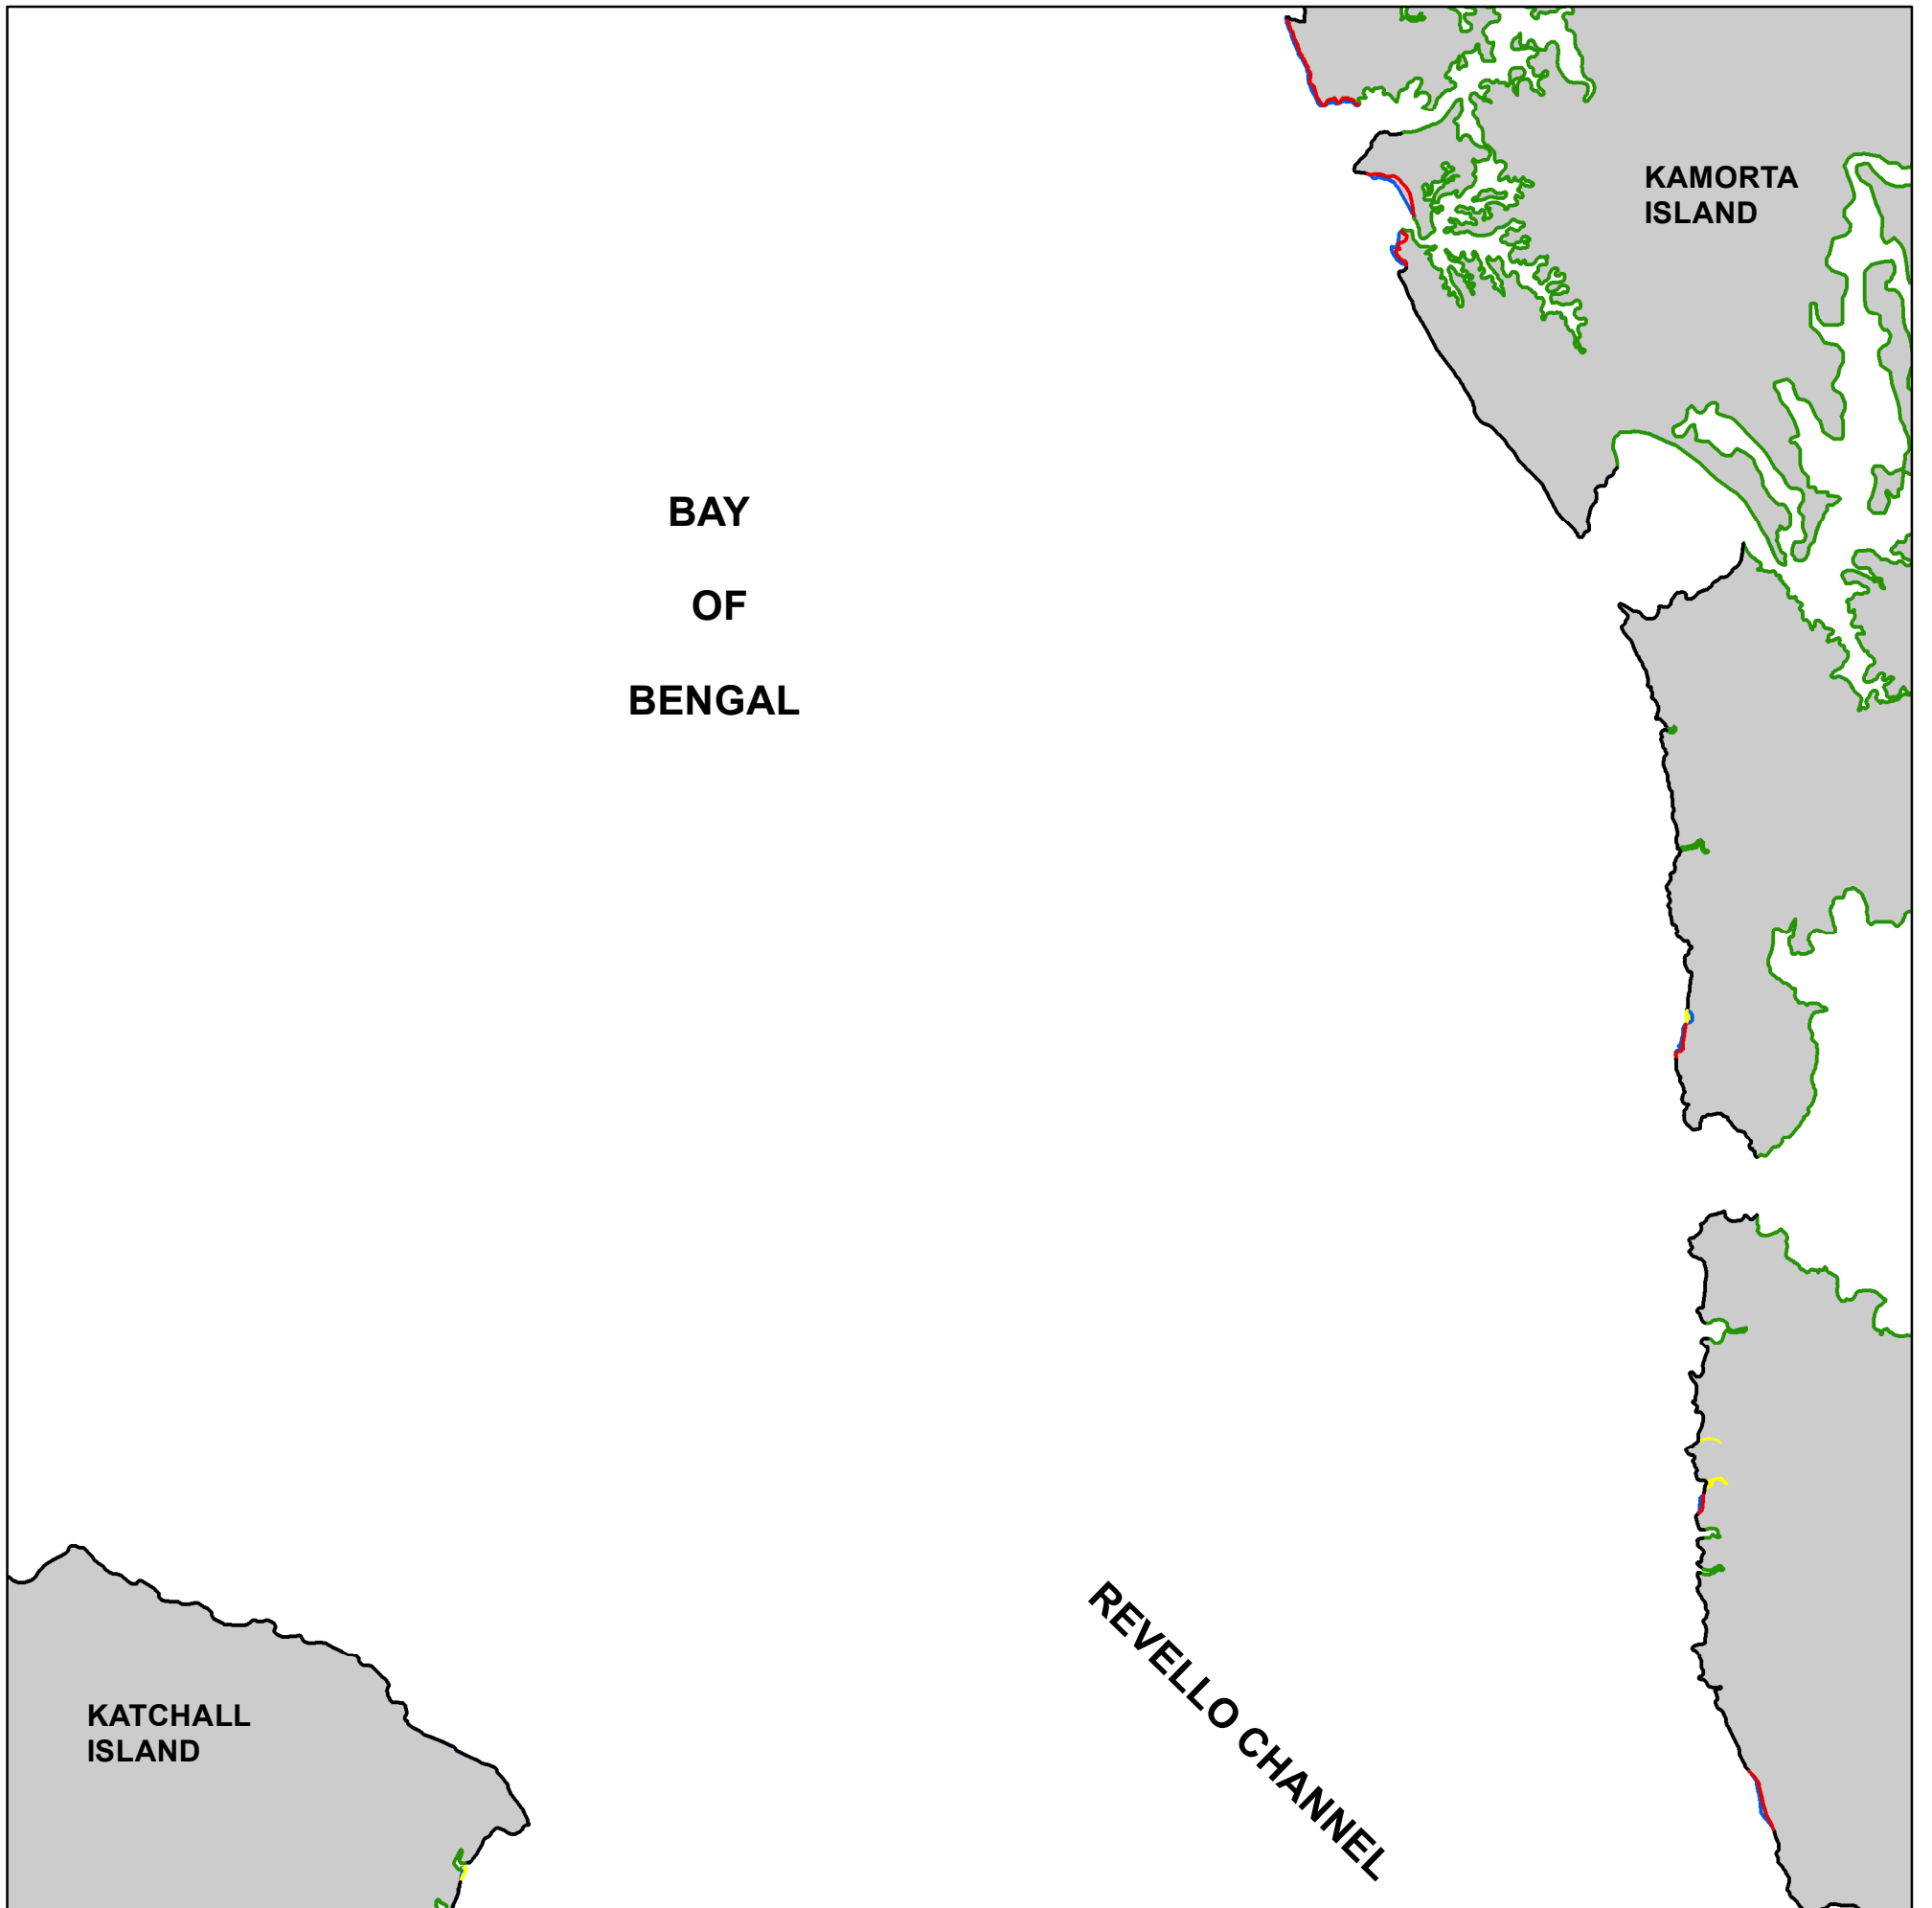 KAMORTA
ISLAND
BAY
OF
BENGAL
REVELLO CHANNEL
KATCHALL
ISLAND